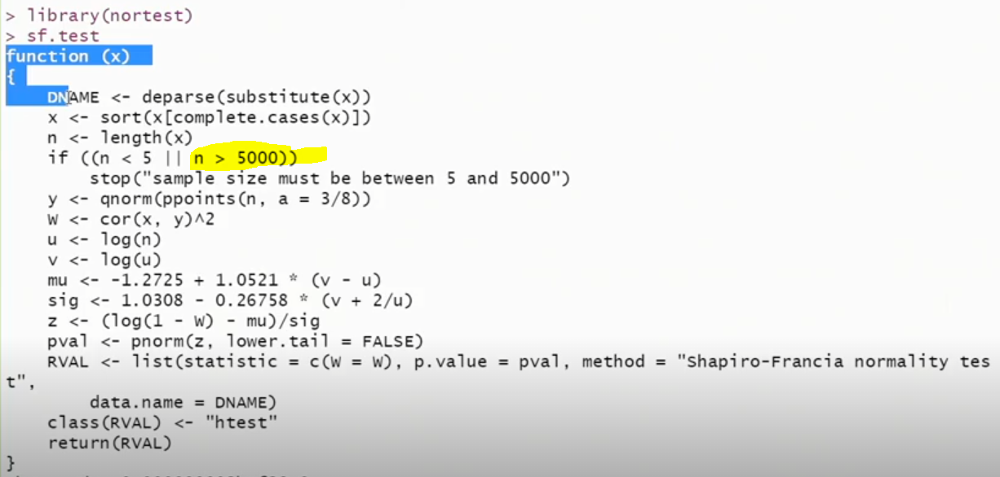 > library(nortest)
> sf.test
function (x)
{
    DNAME <- deparse(substitute(x))
    x <- sort(x[complete.cases(x)])
    n <- length(x)
    if ((n < 5 || n > 5000))
        stop("sample size must be between 5 and 5000")
    y <- qnorm(ppoints(n, a = 3/8))
    W <- cor(x, y)^2
    u <- log(n)
    v <- log(u)
    mu <- -1.2725 + 1.0521 * (v - u)
    sig <- 1.0308 - 0.26758 * (v + 2/u)
    z <- (log(1 - W) - mu)/sig
    pval <- pnorm(z, lower.tail = FALSE)
    RVAL <- list(statistic = c(W = W), p.value = pval, method = "Shapiro-Francia normality tes
t",
        data.name = DNAME)
    class(RVAL) <- "htest"
    return(RVAL)
}